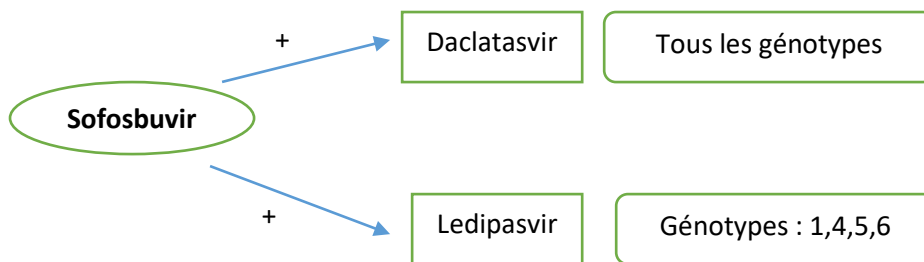 +
Daclatasvir
Tous les génotypes
Sofosbuvir
+
Ledipasvir
Génotypes : 1,4,5,6